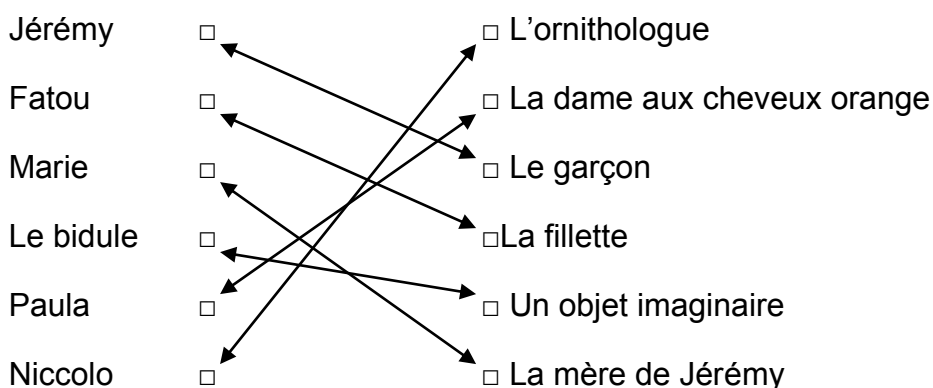 Jérémy □ □ L'ornithologue
Fatou □ □ La dame aux cheveux orange
Marie □ □ Le garçon
Le bidule □ □La fillette
Paula □ □ Un objet imaginaire
Niccolo □ □ La mère de Jérémy